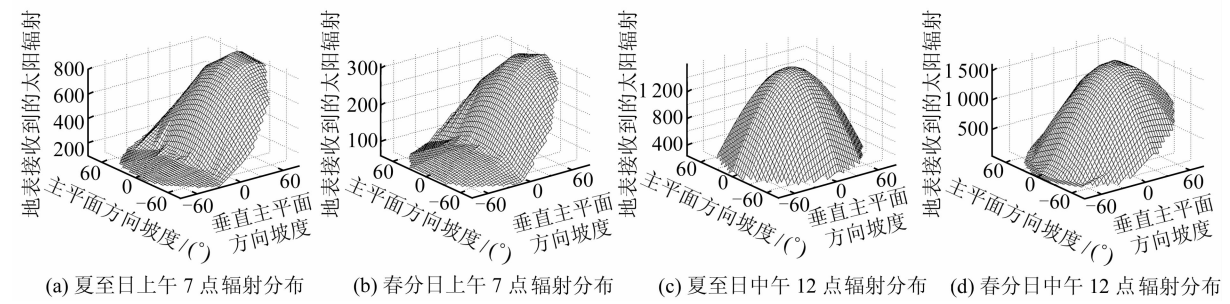 地表接收到的太阳辐射
800
600
400
200
60
0
−60
−60
0
60
主平面方向坡度/(°)
垂直主平面
方向坡度
(a) 夏至日上午 7 点辐射分布
地表接收到的太阳辐射
300
200
100
60
0
−60
−60
0
60
主平面方向坡度/(°)
垂直主平面
方向坡度
(b) 春分日上午 7 点辐射分布
地表接收到的太阳辐射
1 200
800
400
60
0
−60
−60
0
60
主平面方向坡度/(°)
垂直主平面
方向坡度
(c) 夏至日中午 12 点辐射分布
地表接收到的太阳辐射
1 500
1 000
500
60
0
−60
−60
0
60
主平面方向坡度/(°)
垂直主平面
方向坡度
(d) 春分日中午 12 点辐射分布